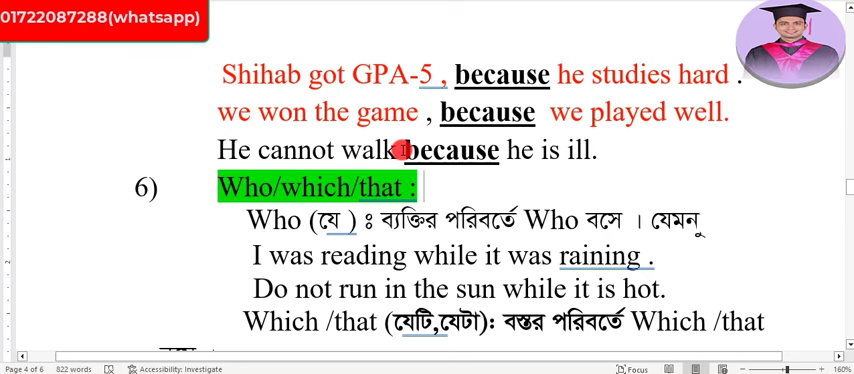 01722087288(whatsapp)
Shihab got GPA-5 , because he studies hard .
we won the game , because we played well.
He cannot walk because he is ill.
6) Who/which/that :
Who (যে ) ঃ ব্যক্তির পরিবর্তে Who বসে । যেমনু
I was reading while it was raining .
Do not run in the sun while it is hot.
Which /that (যেটি,যেটা)ঃ বস্তর পরিবর্তে Which /that
Page 4 of 6 822 words Accessibility: Investigate Focus 160%